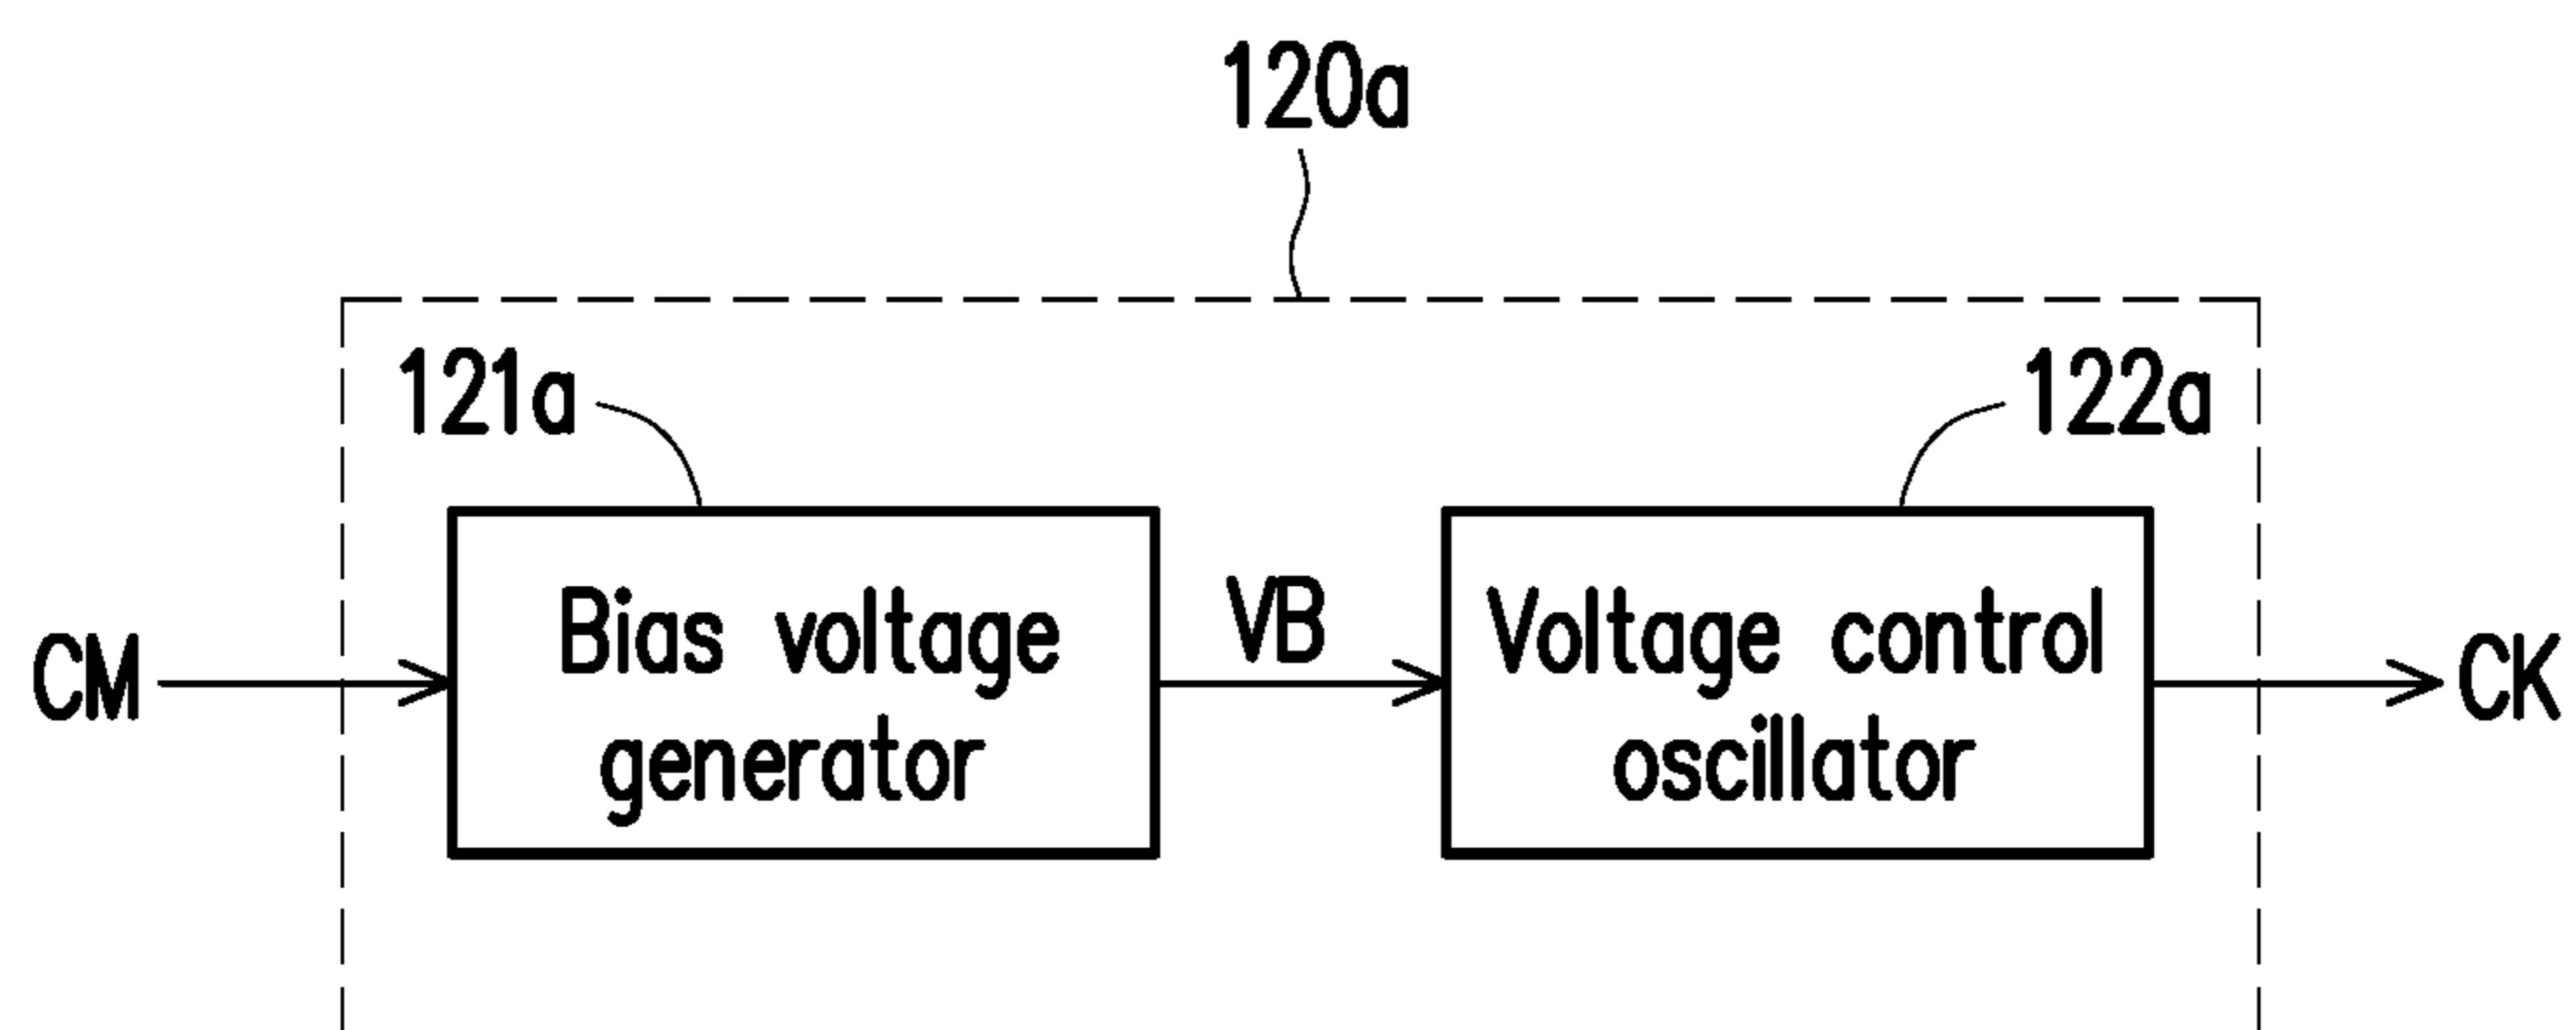 120a
121a
122a
CM
Bias voltage
generator
VB
Voltage control
oscillator
CK